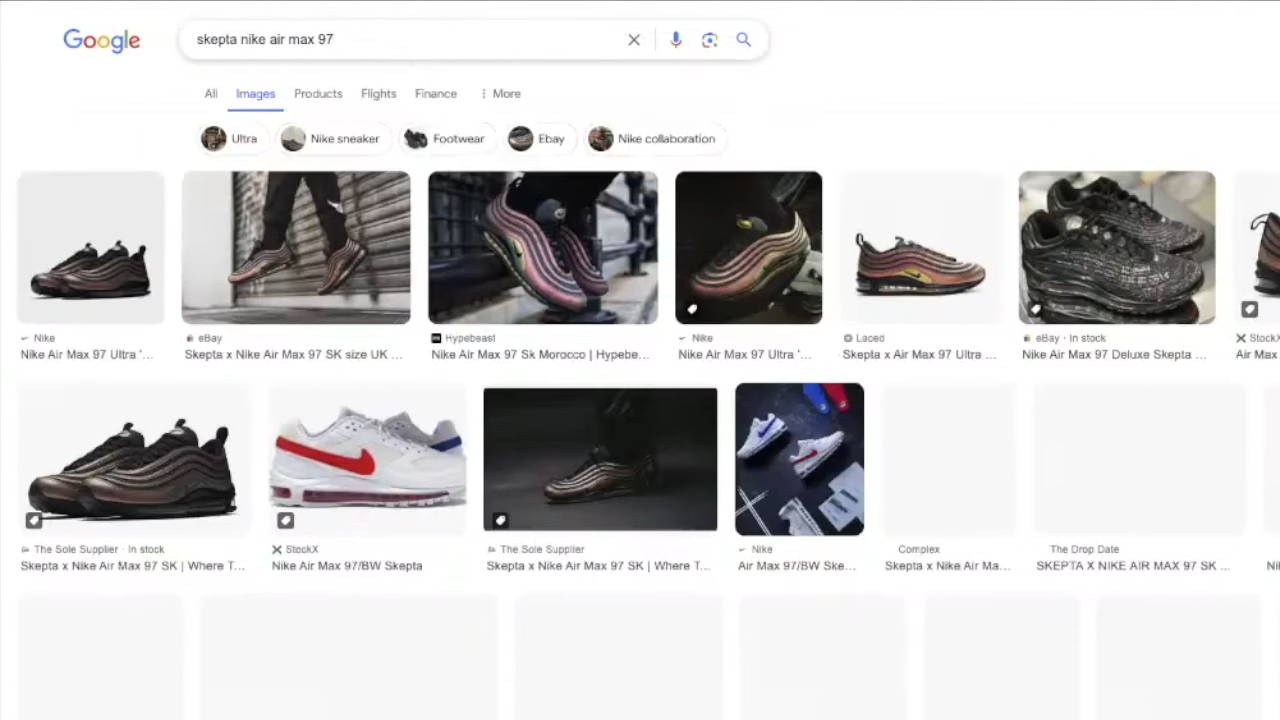 Google
skepta nike air max 97
All Images Products Flights Finance More
Ultra Nike sneaker Footwear Ebay Nike collaboration
Nike
Nike Air Max 97 Ultra '...
eBay
Skepta x Nike Air Max 97 SK size UK ...
Hypebeast
Nike Air Max 97 Sk Morocco | Hypebe...
Nike
Nike Air Max 97 Ultra '...
Laced
Skepta x Air Max 97 Ultra ...
eBay · In stock
Nike Air Max 97 Deluxe Skepta ...
StockX
Air Max
The Sole Supplier · In stock
Skepta x Nike Air Max 97 SK | Where T...
StockX
Nike Air Max 97/BW Skepta
The Sole Supplier
Skepta x Nike Air Max 97 SK | Where T...
Nike
Air Max 97/BW Ske...
Complex
Skepta x Nike Air Ma...
The Drop Date
SKEPTA X NIKE AIR MAX 97 SK ...